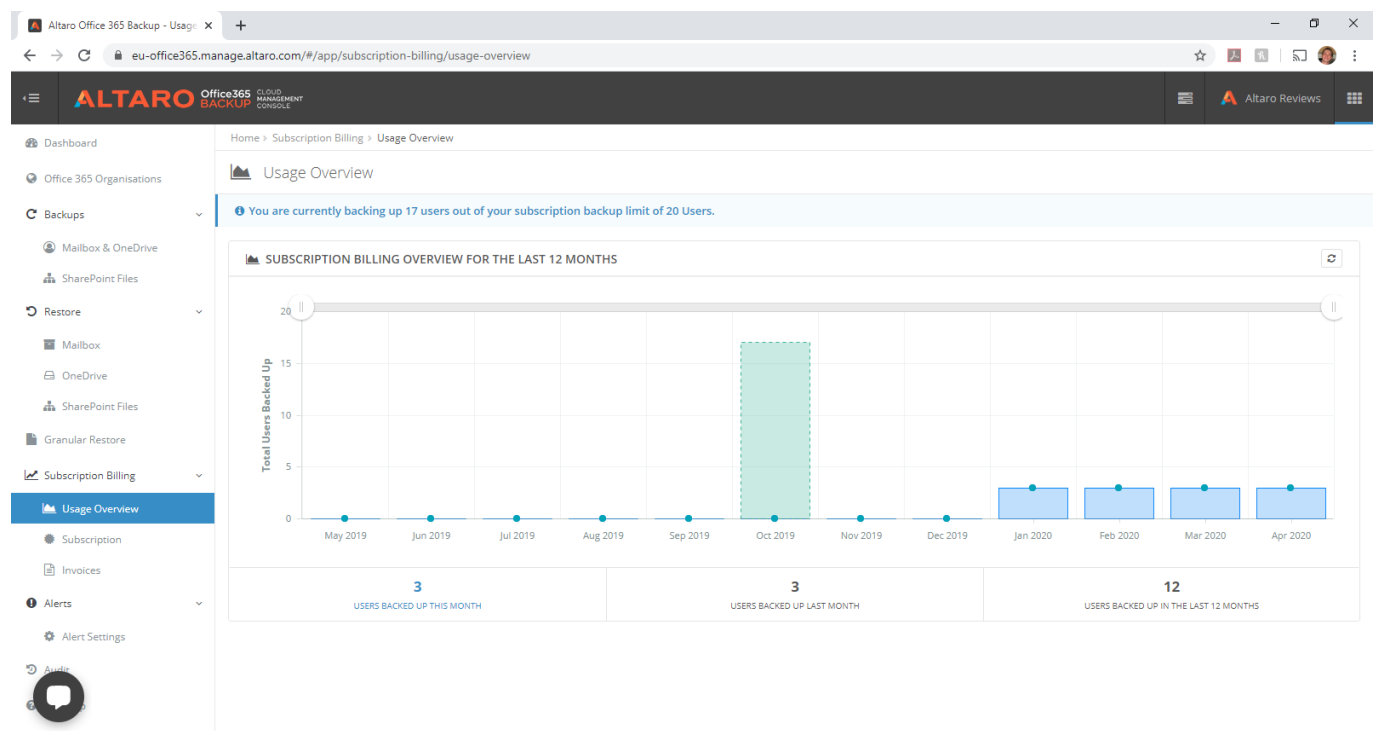 Altaro Office 365 Backup - Usage
eu-office365.manage.altaro.com/#/app/subscription-billing/usage-overview
ALTARO Office365 BACKUP CLOUD MANAGEMENT CONSOLE
Altaro Reviews
Dashboard
Office 365 Organisations
Backups
Mailbox & OneDrive
SharePoint Files
Restore
Mailbox
OneDrive
SharePoint Files
Granular Restore
Subscription Billing
Usage Overview
Subscription
Invoices
Alerts
Alert Settings
Audit
Home > Subscription Billing > Usage Overview
Usage Overview
You are currently backing up 17 users out of your subscription backup limit of 20 Users.
SUBSCRIPTION BILLING OVERVIEW FOR THE LAST 12 MONTHS
Total Users Backed Up
20
15
10
5
0
May 2019 Jun 2019 Jul 2019 Aug 2019 Sep 2019 Oct 2019 Nov 2019 Dec 2019 Jan 2020 Feb 2020 Mar 2020 Apr 2020
3
USERS BACKED UP THIS MONTH
3
USERS BACKED UP LAST MONTH
12
USERS BACKED UP IN THE LAST 12 MONTHS